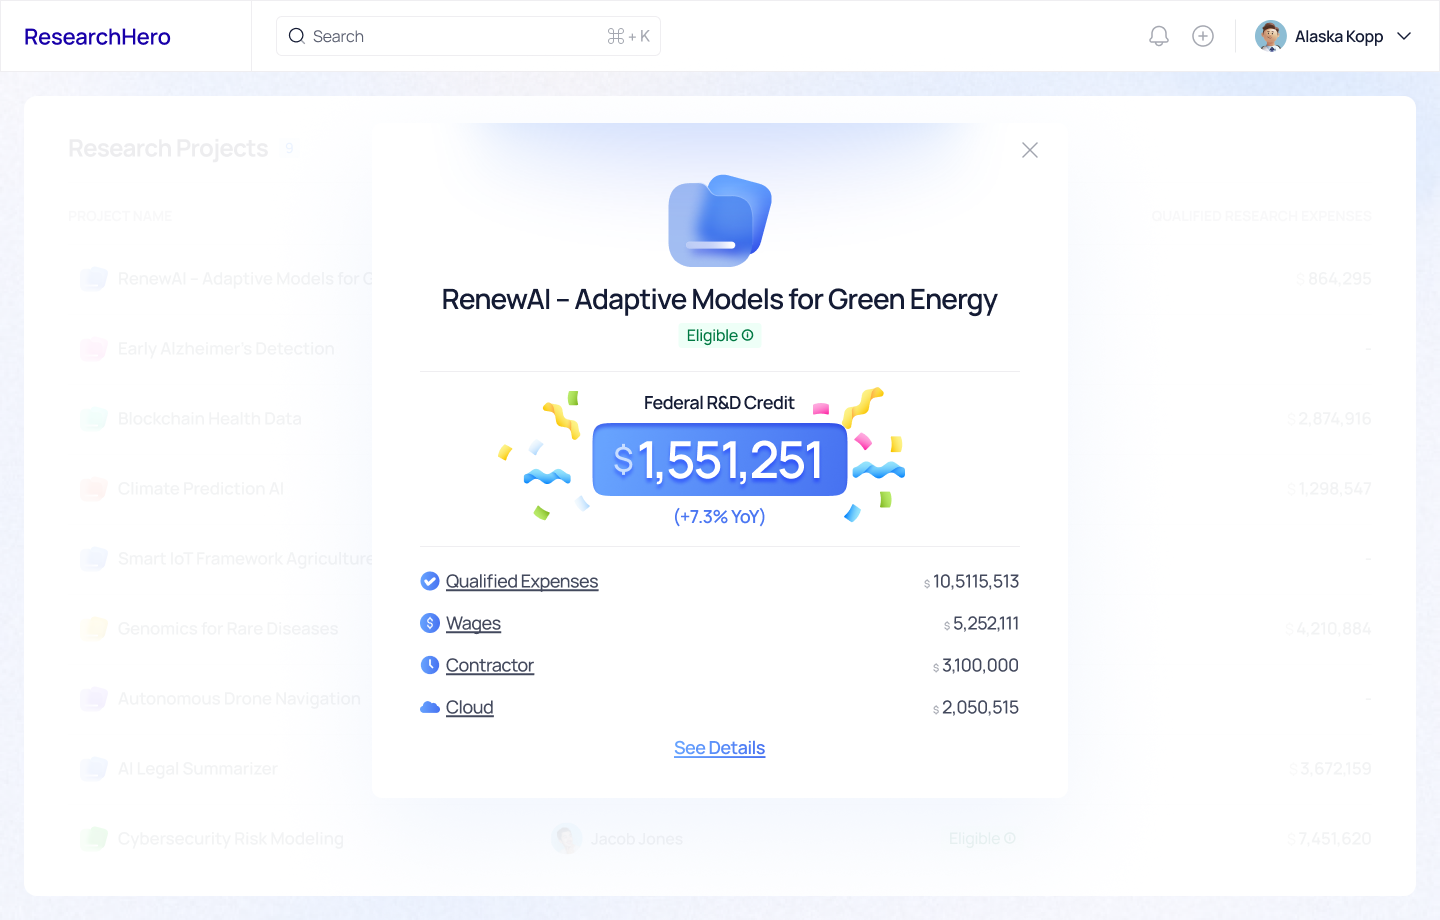 ResearchHero
Search
⌘ + K
Alaska Kopp
Research Projects 9
PROJECT NAME
QUALIFIED RESEARCH EXPENSES
RenewAI – Adaptive Models for G
$ 864,295
Early Alzheimer's Detection
-
Blockchain Health Data
$ 2,874,916
Climate Prediction AI
$ 1,298,547
Smart IoT Framework Agriculture
-
Genomics for Rare Diseases
$ 4,210,884
Autonomous Drone Navigation
-
AI Legal Summarizer
$ 3,672,159
Cybersecurity Risk Modeling
Jacob Jones
Eligible
$ 7,451,620
RenewAI – Adaptive Models for Green Energy
Eligible
Federal R&D Credit
$ 1,551,251
(+7.3% YoY)
Qualified Expenses
$ 10,5115,513
Wages
$ 5,252,111
Contractor
$ 3,100,000
Cloud
$ 2,050,515
See Details